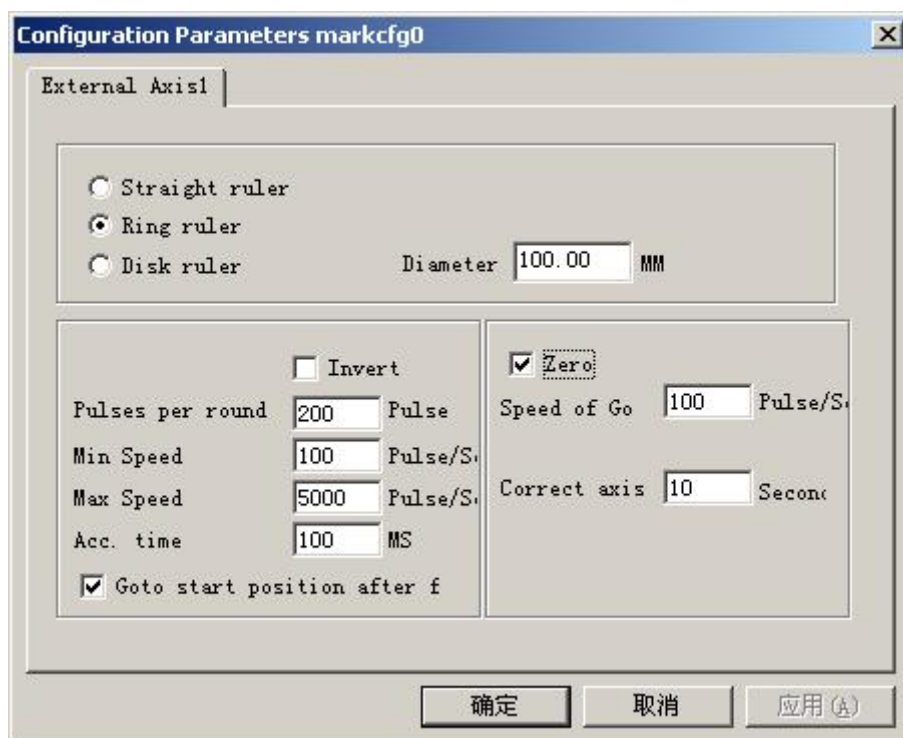 Configuration Parameters markcfg0
External Axis1
Straight ruler
Ring ruler
Disk ruler
Diameter 100.00 MM
Invert
Pulses per round 200 Pulse
Min Speed 100 Pulse/S
Max Speed 5000 Pulse/S
Acc. time 100 MS
Goto start position after f
Zero
Speed of Go 100 Pulse/S
Correct axis 10 Second
确定 取消 应用(A)